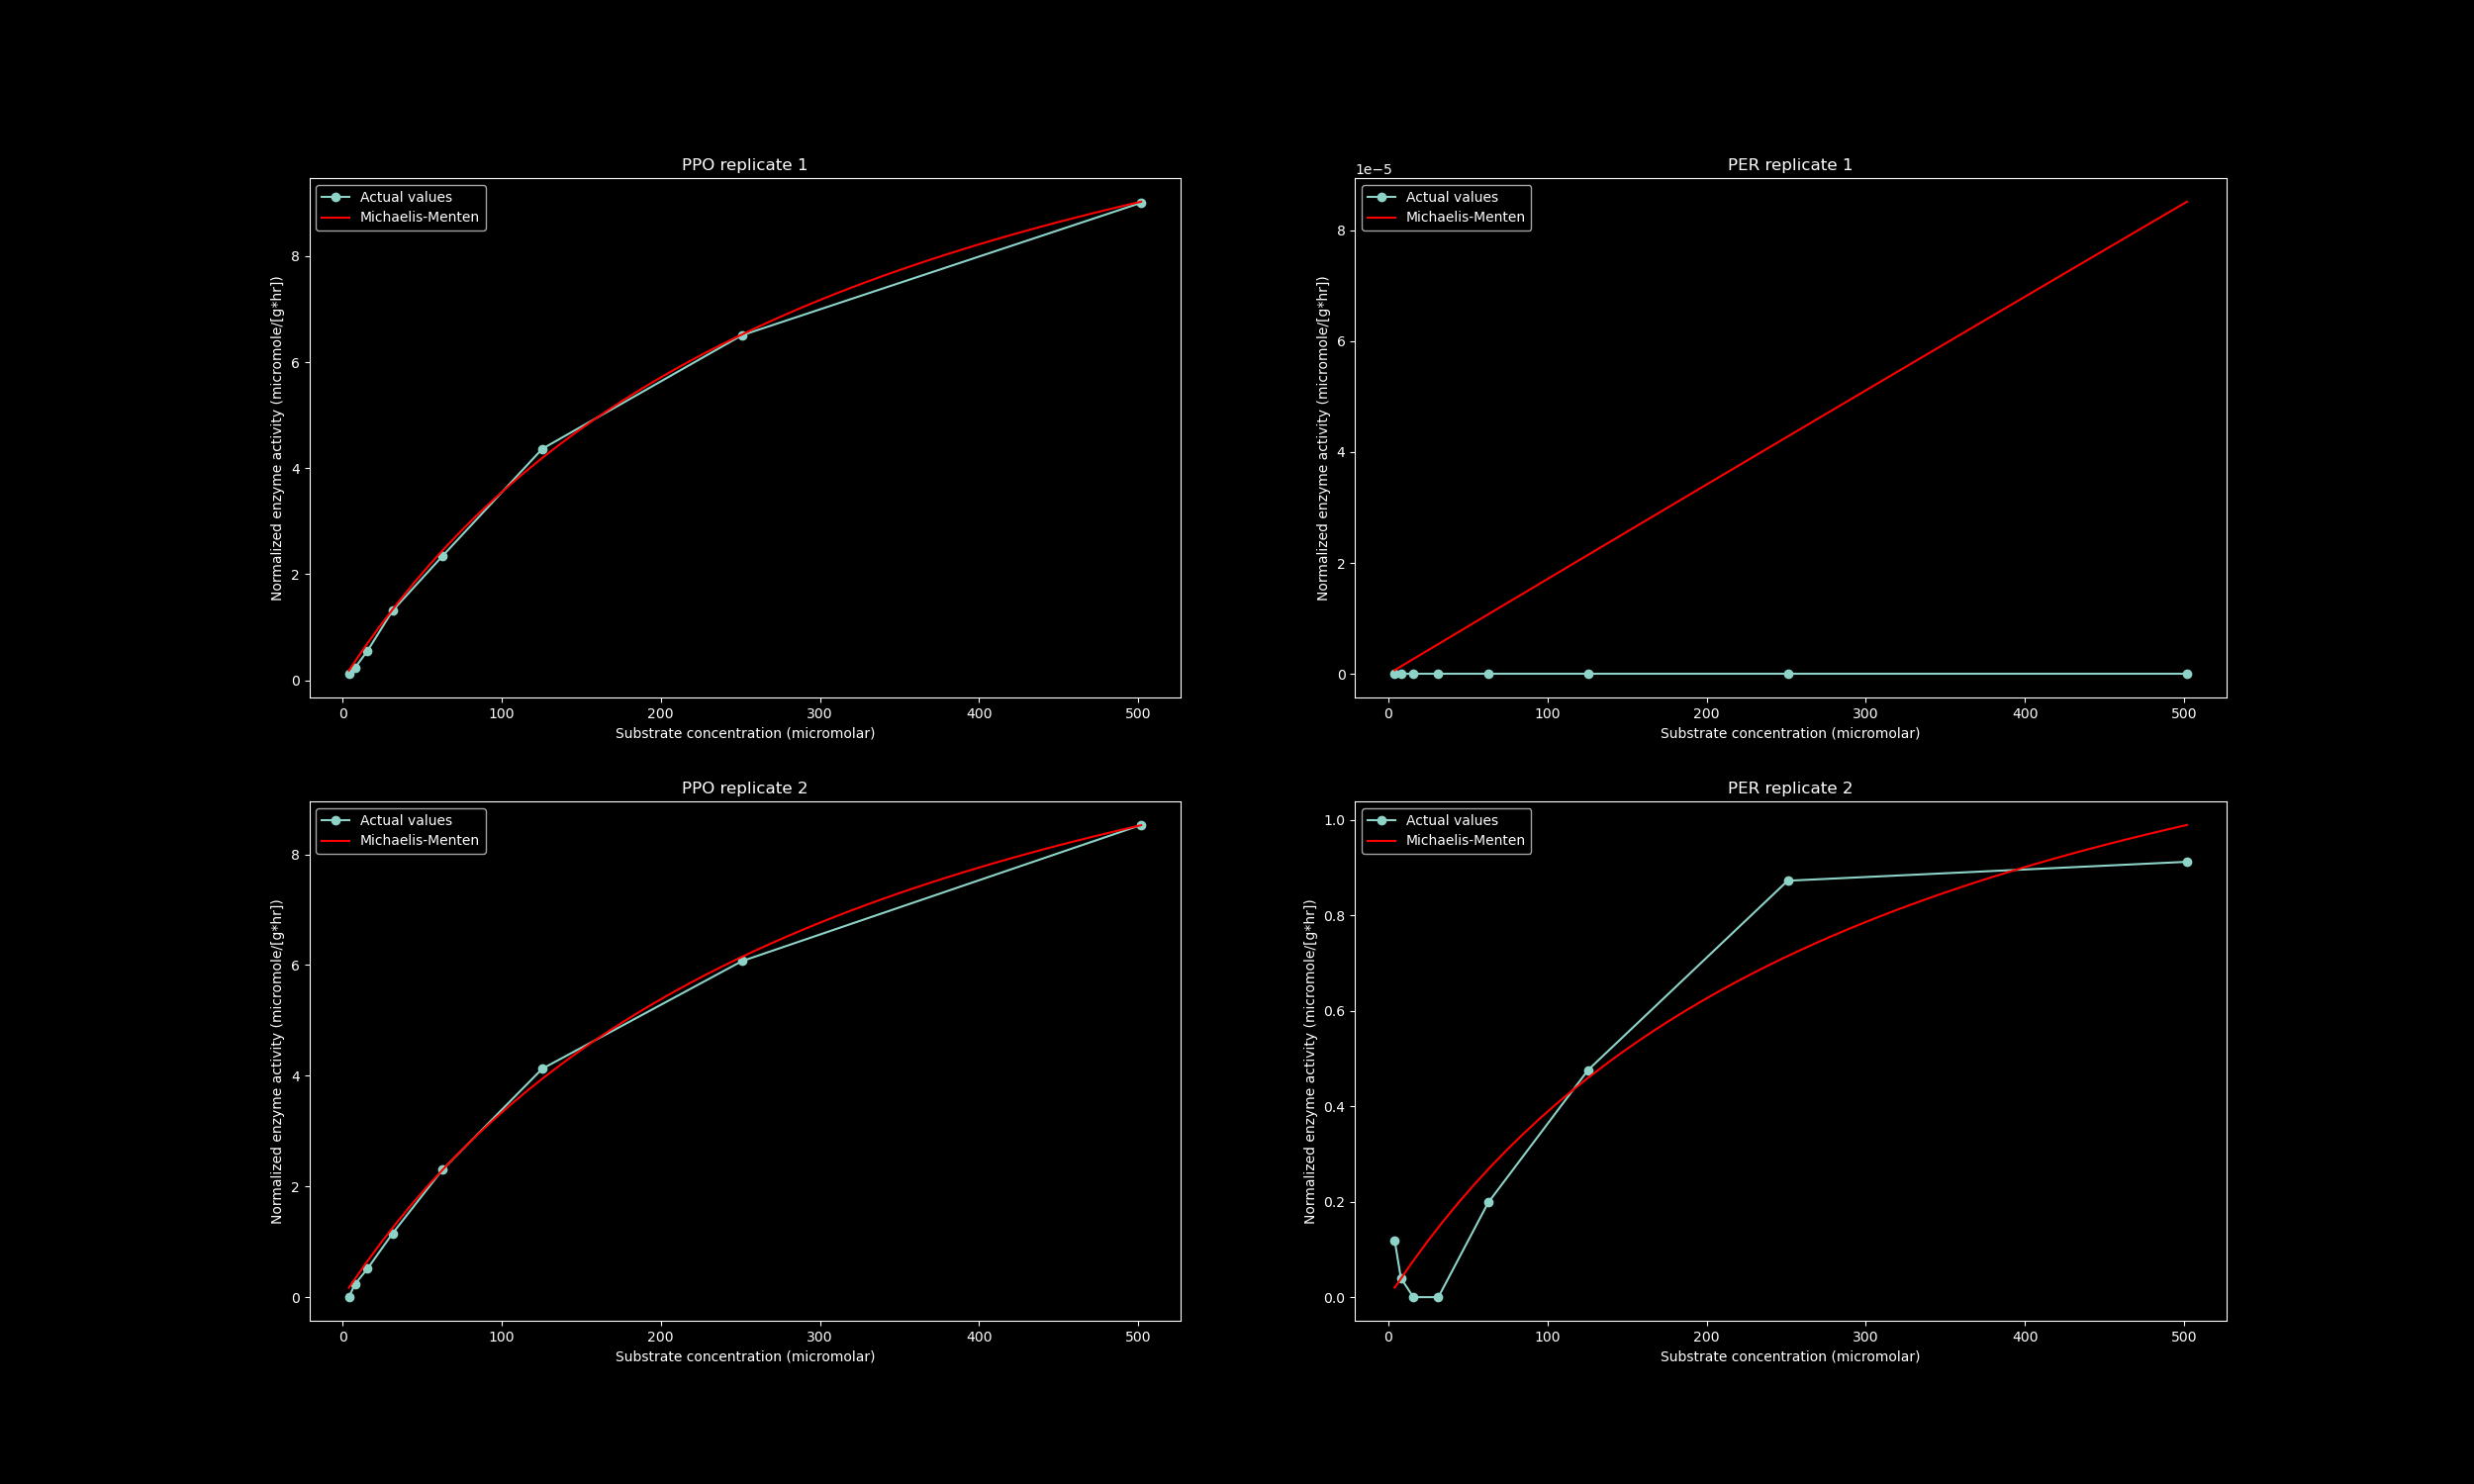 PPO replicate 1
Actual values
Michaelis-Menten
Normalized enzyme activity (micromole/[g*hr])
8
6
4
2
0
0 100 200 300 400 500
Substrate concentration (micromolar)
PER replicate 1
1e−5
Actual values
Michaelis-Menten
Normalized enzyme activity (micromole/[g*hr])
8
6
4
2
0
0 100 200 300 400 500
Substrate concentration (micromolar)
PPO replicate 2
Actual values
Michaelis-Menten
Normalized enzyme activity (micromole/[g*hr])
8
6
4
2
0
0 100 200 300 400 500
Substrate concentration (micromolar)
PER replicate 2
Actual values
Michaelis-Menten
Normalized enzyme activity (micromole/[g*hr])
1.0
0.8
0.6
0.4
0.2
0.0
0 100 200 300 400 500
Substrate concentration (micromolar)